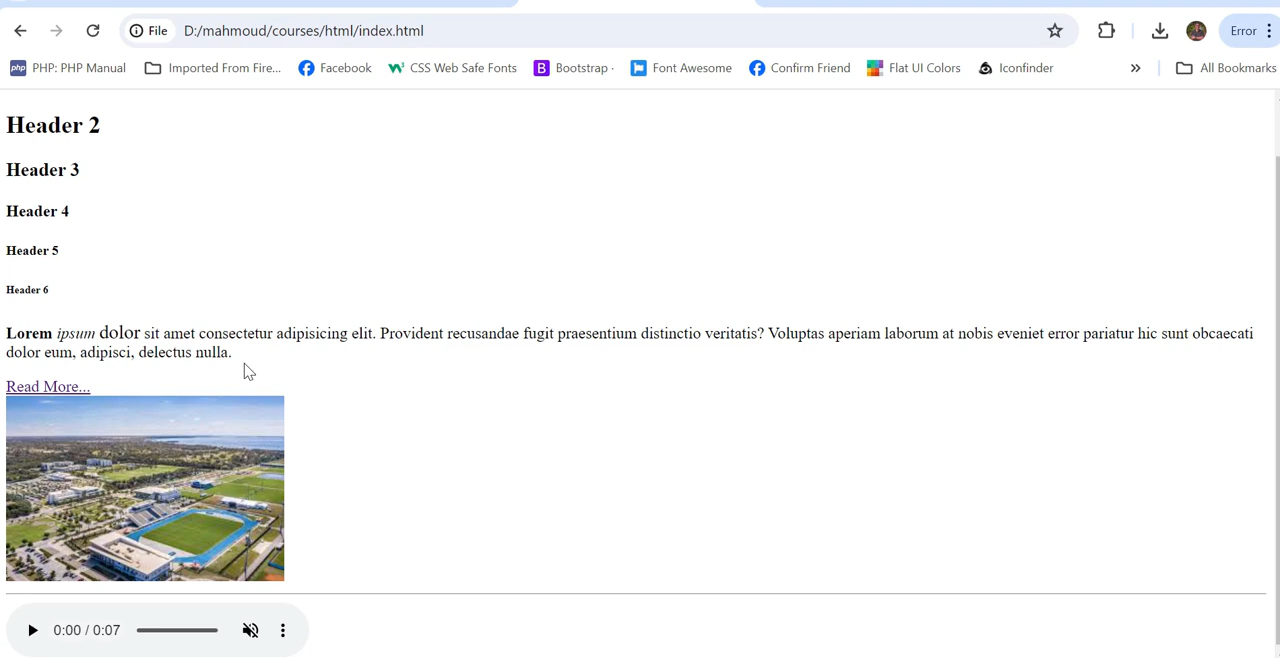 File D:/mahmoud/courses/html/index.html Error
php PHP: PHP Manual Imported From Fire... Facebook CSS Web Safe Fonts B Bootstrap · Font Awesome Confirm Friend Flat UI Colors Iconfinder » All Bookmarks
Header 2
Header 3
Header 4
Header 5
Header 6
Lorem ipsum dolor sit amet consectetur adipisicing elit. Provident recusandae fugit praesentium distinctio veritatis? Voluptas aperiam laborum at nobis eveniet error pariatur hic sunt obcaecati
dolor eum, adipisci, delectus nulla.
Read More...
0:00 / 0:07